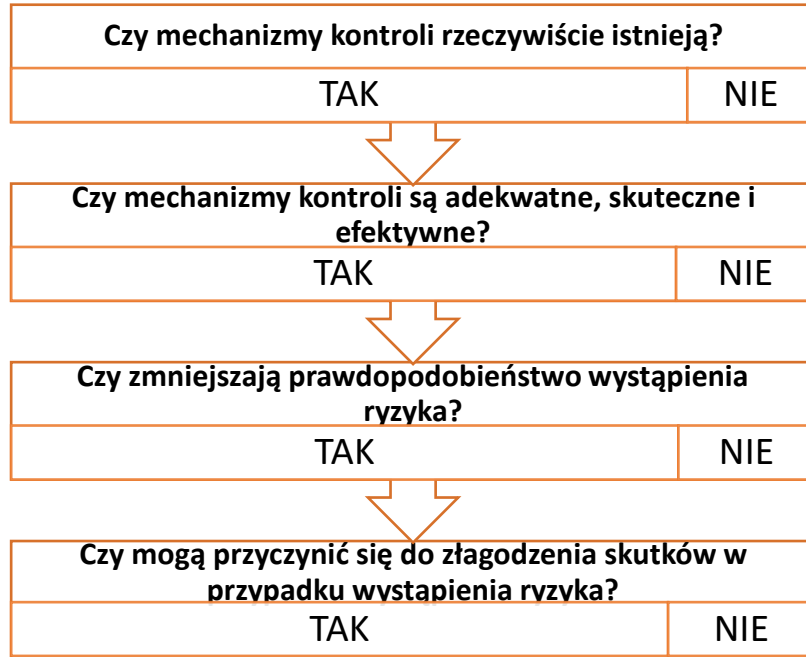 Czy mechanizmy kontroli rzeczywiście istnieją?
TAK NIE
Czy mechanizmy kontroli są adekwatne, skuteczne i
efektywne?
TAK NIE
Czy zmniejszają prawdopodobieństwo wystąpienia
ryzyka?
TAK NIE
Czy mogą przyczynić się do złagodzenia skutków w
przypadku wystąpienia ryzyka?
TAK NIE